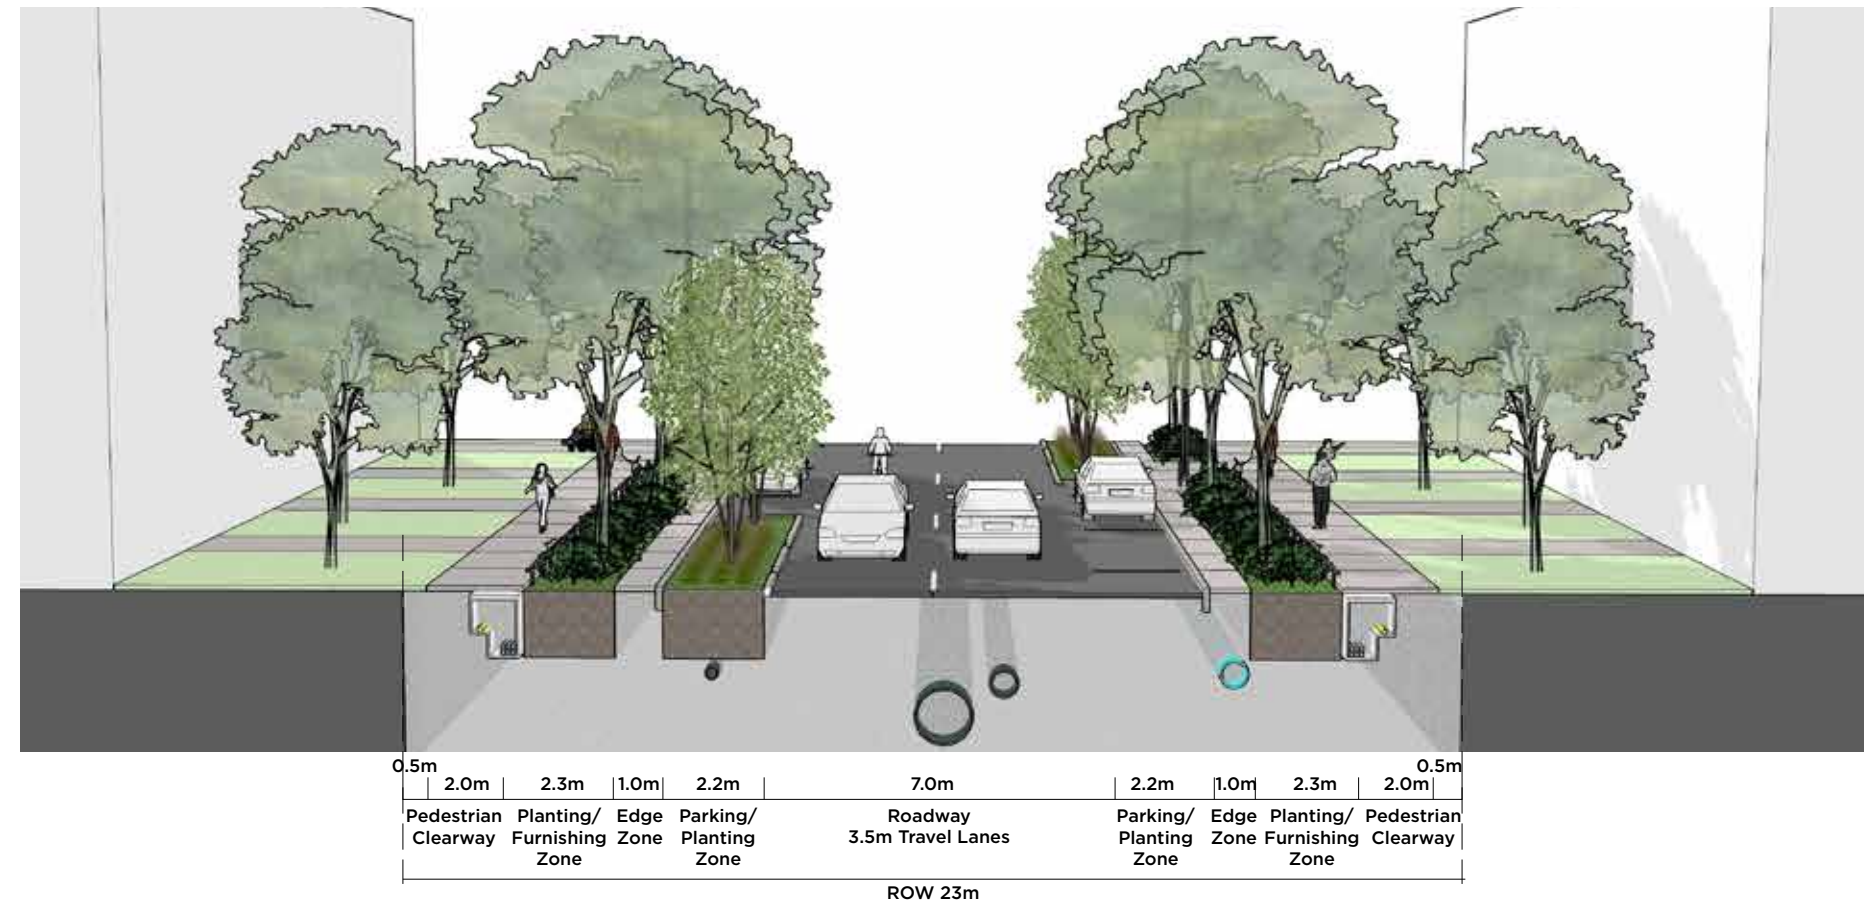 0.5m 0.5m
2.0m 2.3m 1.0m 2.2m 7.0m 2.2m 1.0m 2.3m 2.0m
Pedestrian Planting/ Edge Parking/ Roadway Parking/ Edge Planting/ Pedestrian
Clearway Furnishing Zone Planting 3.5m Travel Lanes Planting Zone Furnishing Clearway
Zone Zone Zone Zone
ROW 23m